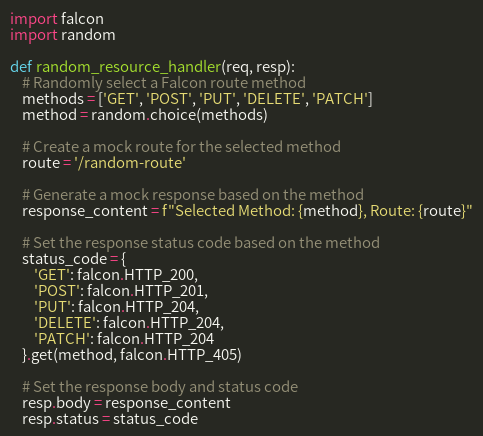 import falcon
import random

def random_resource_handler(req, resp):
    # Randomly select a Falcon route method
    methods = ['GET', 'POST', 'PUT', 'DELETE', 'PATCH']
    method = random.choice(methods)

    # Create a mock route for the selected method
    route = '/random-route'

    # Generate a mock response based on the method
    response_content = f"Selected Method: {method}, Route: {route}"

    # Set the response status code based on the method
    status_code = {
        'GET': falcon.HTTP_200,
        'POST': falcon.HTTP_201,
        'PUT': falcon.HTTP_204,
        'DELETE': falcon.HTTP_204,
        'PATCH': falcon.HTTP_204
    }.get(method, falcon.HTTP_405)

    # Set the response body and status code
    resp.body = response_content
    resp.status = status_code